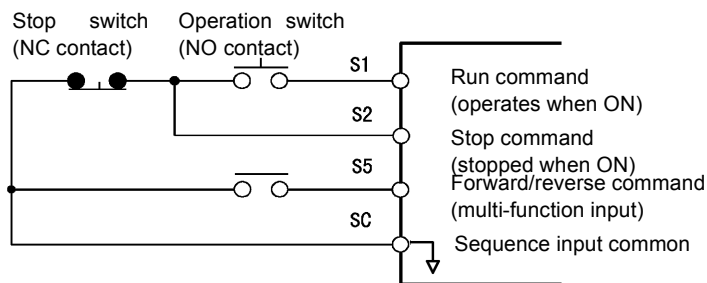 Stop switch
(NC contact)
Operation switch
(NO contact)
S1
Run command
(operates when ON)
S2
Stop command
(stopped when ON)
S5
Forward/reverse command
(multi-function input)
SC
Sequence input common